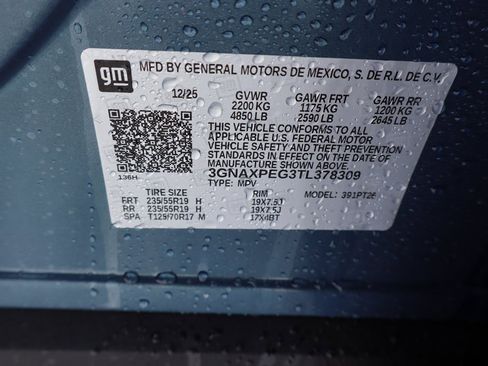 gm MFD BY GENERAL MOTORS DE MEXICO, S. DE R.L. DE C.V.
12/25 GVWR GAWR FRT GAWR RR
2200 KG 1175 KG 1200 KG
4850 LB 2590 LB 2645 LB
THIS VEHICLE CONFORMS TO ALL
APPLICABLE U.S. FEDERAL MOTOR
VEHICLE SAFETY, BUMPER, AND THEFT
PREVENTION STANDARDS IN EFFECT ON THE DATE OF
MANUFACTURE SHOWN ABOVE.
136H 3GNAXPEG3TL378309
TYPE: MPV MODEL: 391PT26
TIRE SIZE RIM
FRT 235/55R19 H 19X7.5J
RR 235/55R19 H 19X7.5J
SPA T125/70R17 M 17X4BT